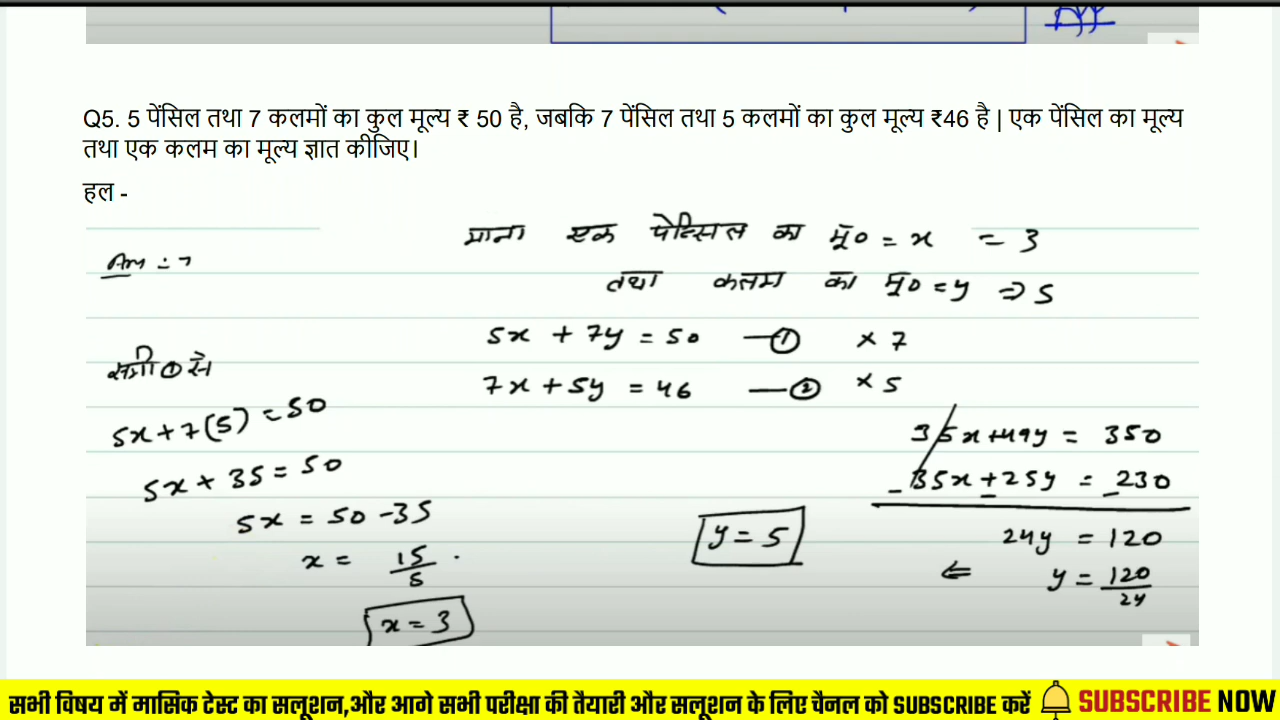 Q5. 5 पेंसिल तथा 7 कलमों का कुल मूल्य ₹ 50 है, जबकि 7 पेंसिल तथा 5 कलमों का कुल मूल्य ₹46 है | एक पेंसिल का मूल्य
तथा एक कलम का मूल्य ज्ञात कीजिए।
हल -
माना एक पेन्सिल का मू० = x = 3
Ans :-
तथा कलम का मू० = y => 5
5x + 7y = 50 —① × 7
7x + 5y = 46 —② × 5
समी ① से
5x + 7(5) = 50
5x + 35 = 50
5x = 50 - 35
x = 15/5
x = 3
35x + 49y = 350
- 35x + 25y = 230
24y = 120
y = 120/24
⇐
y = 5
सभी विषय में मासिक टेस्ट का सलूशन,और आगे सभी परीक्षा की तैयारी और सलूशन के लिए चैनल को SUBSCRIBE करें SUBSCRIBE NOW